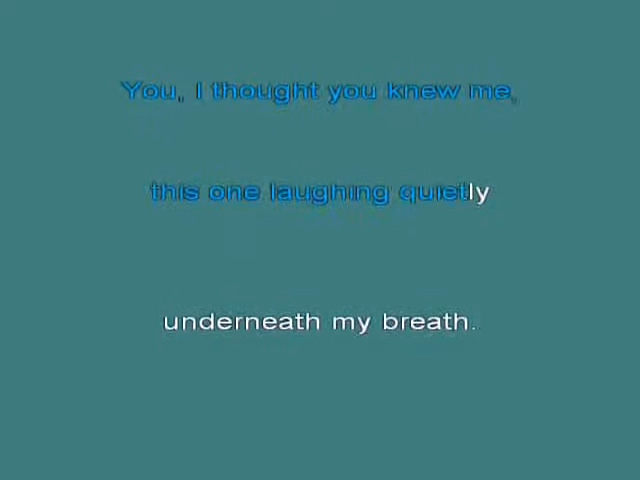 You, I thought you knew me,
this one laughing quietly
underneath my breath.